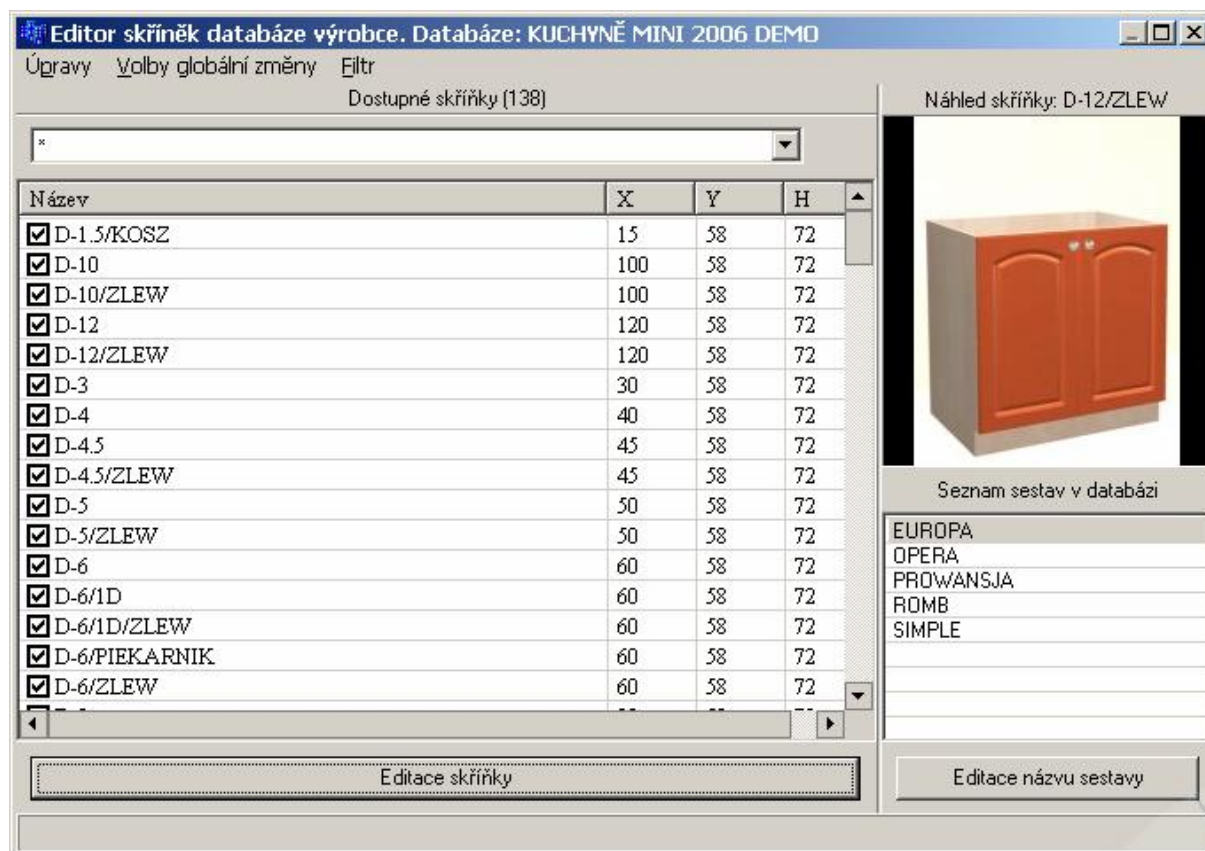 Editor skříněk databáze výrobce. Databáze: KUCHYNĚ MINI 2006 DEMO
Úpravy Volby globální změny Filtr
Dostupné skříňky (138)
*
Název X Y H
D-1.5/KOSZ 15 58 72
D-10 100 58 72
D-10/ZLEW 100 58 72
D-12 120 58 72
D-12/ZLEW 120 58 72
D-3 30 58 72
D-4 40 58 72
D-4.5 45 58 72
D-4.5/ZLEW 45 58 72
D-5 50 58 72
D-5/ZLEW 50 58 72
D-6 60 58 72
D-6/1D 60 58 72
D-6/1D/ZLEW 60 58 72
D-6/PIEKARNIK 60 58 72
D-6/ZLEW 60 58 72
Editace skříňky
Náhled skříňky: D-12/ZLEW
Seznam sestav v databázi
EUROPA
OPERA
PROWANSJA
ROMB
SIMPLE
Editace názvu sestavy